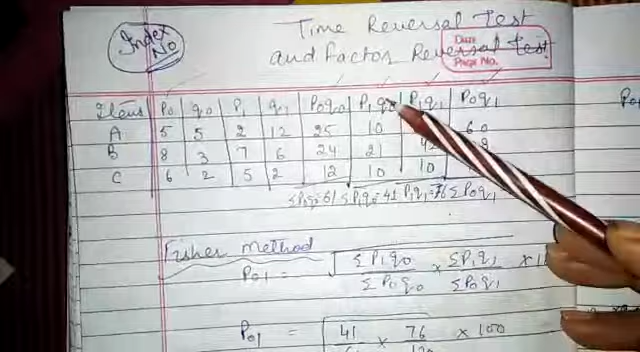 Index No
Time Reversal Test
and Factor Reversal test
Date
Page No.
Items P0 q0 P1 q1 P0q0 P1q0 P1q1 P0q1
A 5 5 2 12 25 10 60
B 8 3 7 6 24 21 42
C 6 2 5 2 12 10 10
ΣP0q0=61 ΣP1q0=41 P1q1=76 ΣP0q1
Fisher method
P01 = √ ΣP1q0 / ΣP0q0 × ΣP1q1 / ΣP0q1
P01 = 41 × 76 × 100